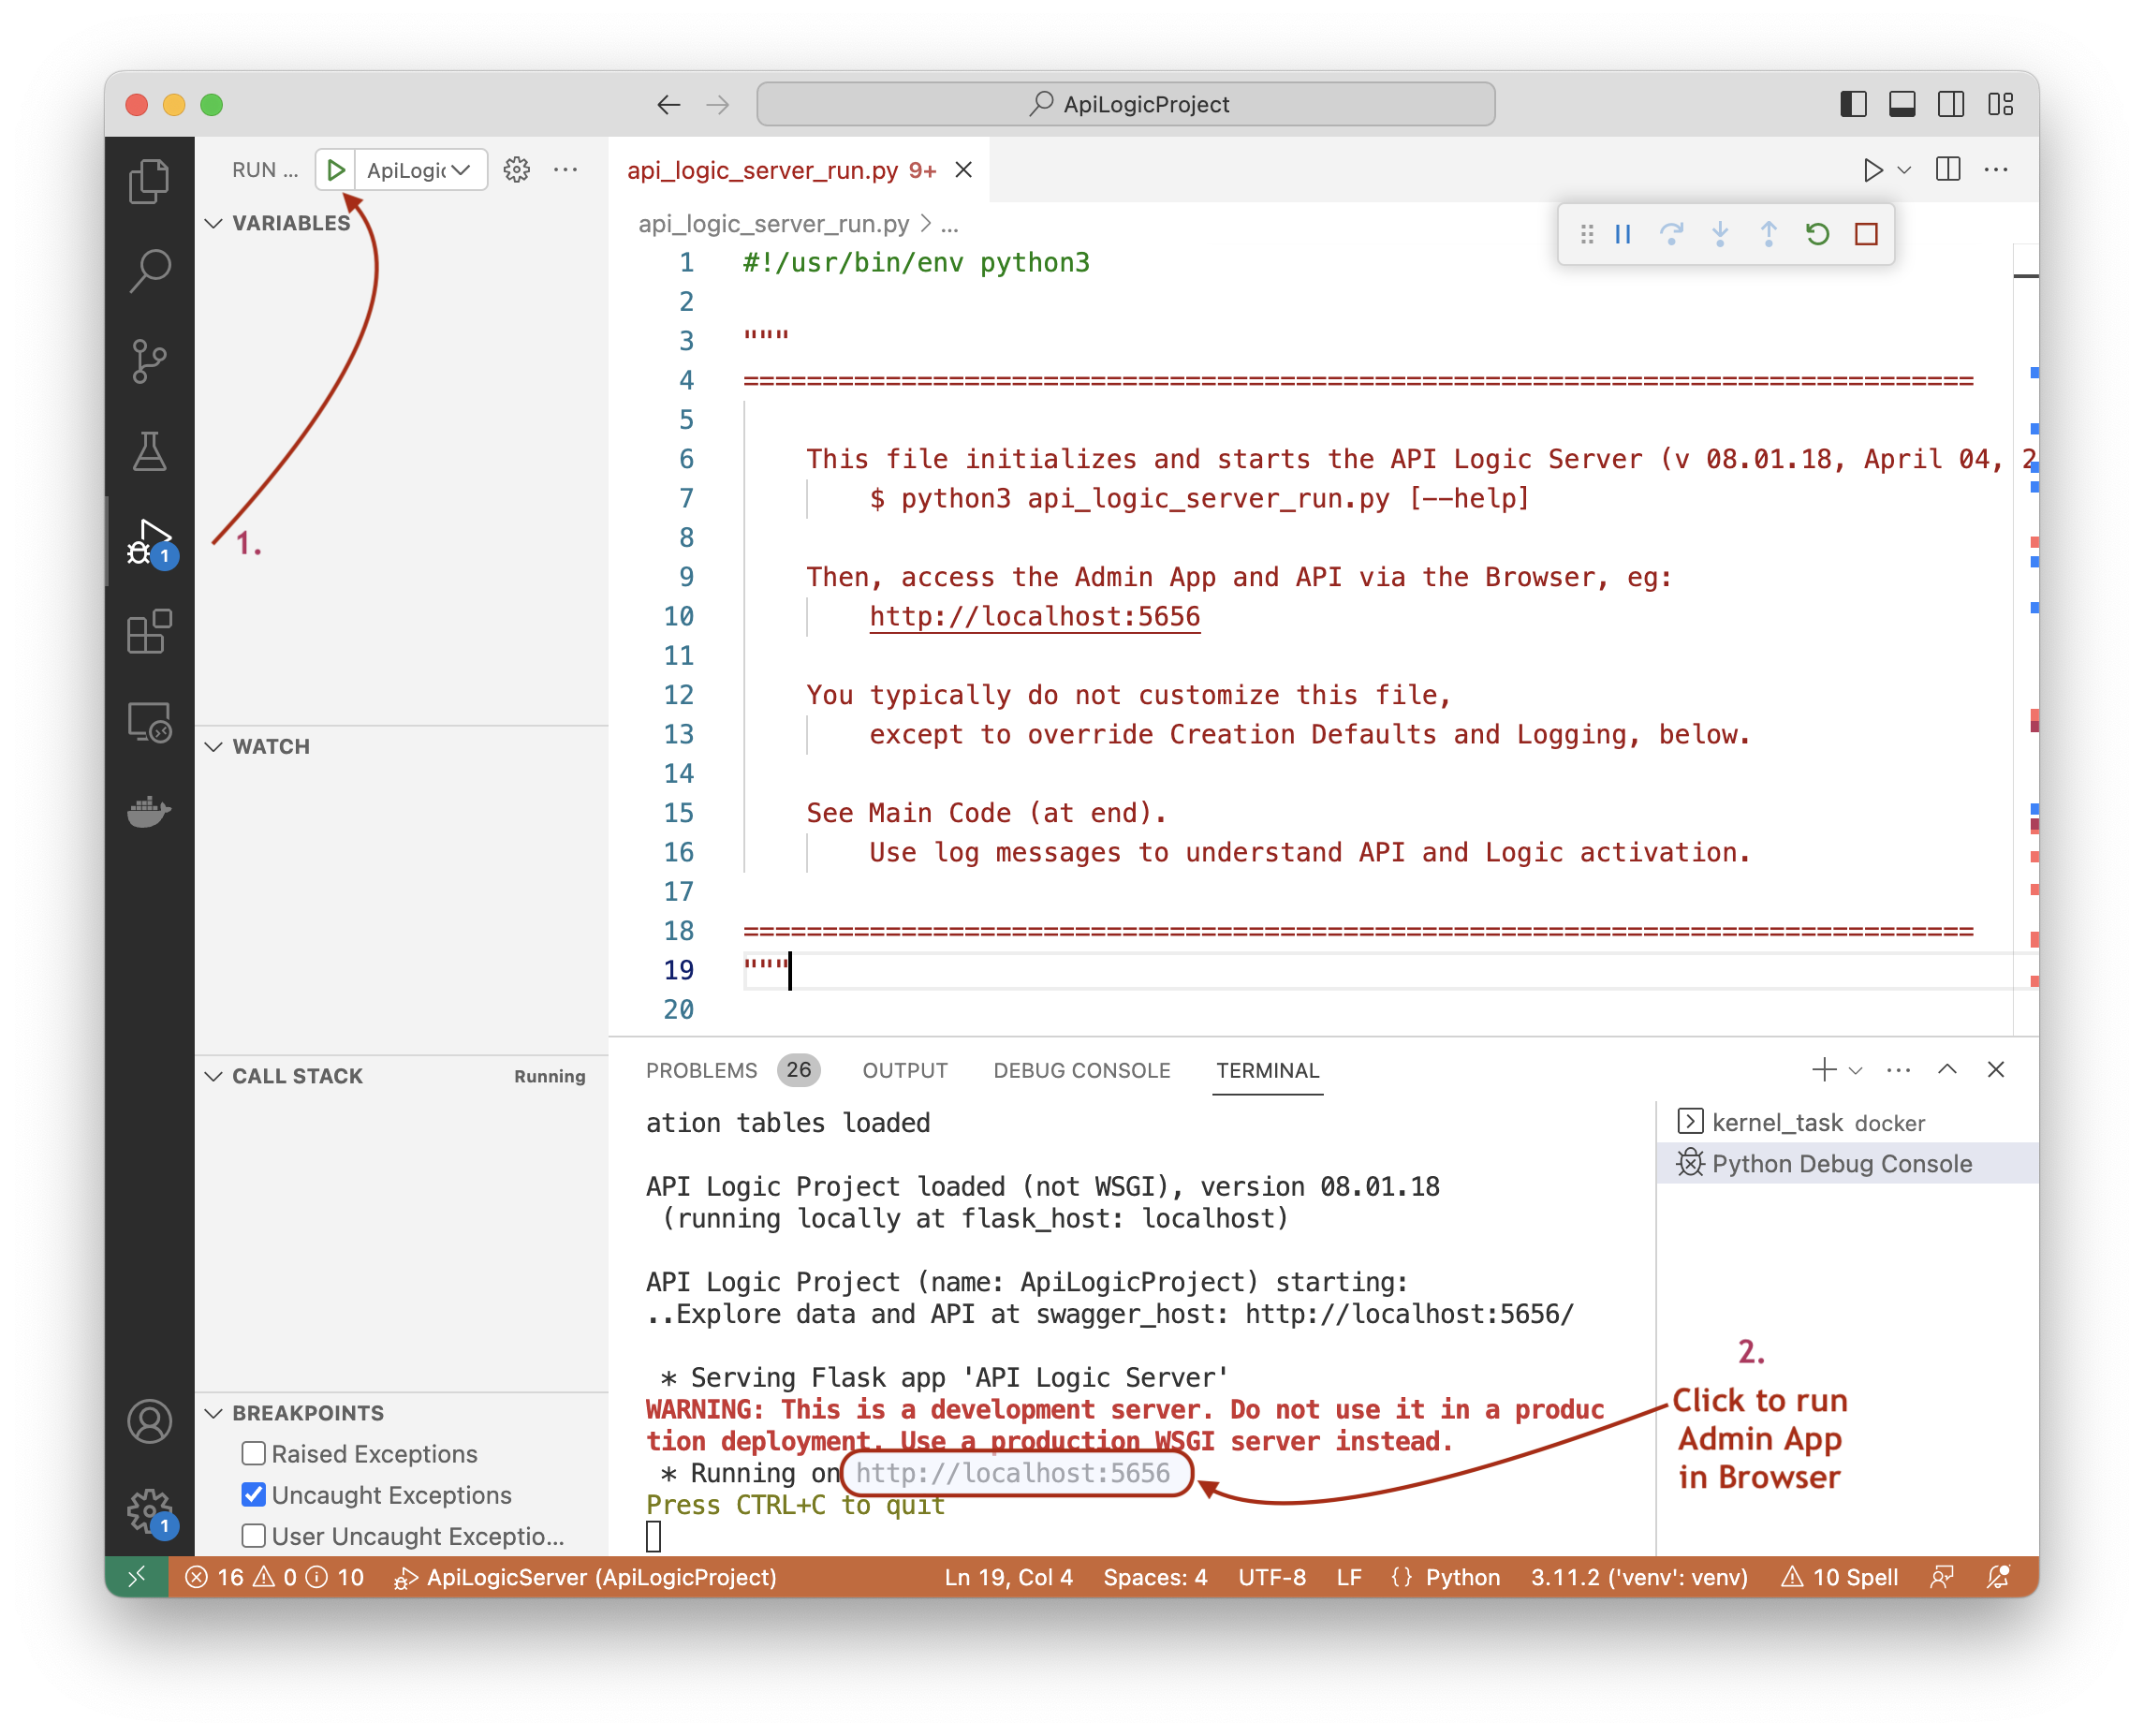 ApiLogicProject
RUN ...
ApiLogic
api_logic_server_run.py 9+
VARIABLES
1.
WATCH
CALL STACK
Running
BREAKPOINTS
Raised Exceptions
Uncaught Exceptions
User Uncaught Exceptio...
1
1
api_logic_server_run.py > ...
1 #!/usr/bin/env python3
2
3 """
4 ==============================================================================
5
6 This file initializes and starts the API Logic Server (v 08.01.18, April 04, 2
7 $ python3 api_logic_server_run.py [--help]
8
9 Then, access the Admin App and API via the Browser, eg:
10 http://localhost:5656
11
12 You typically do not customize this file,
13 except to override Creation Defaults and Logging, below.
14
15 See Main Code (at end).
16 Use log messages to understand API and Logic activation.
17
18 ==============================================================================
19 """
20
PROBLEMS 26 OUTPUT DEBUG CONSOLE TERMINAL
ation tables loaded
API Logic Project loaded (not WSGI), version 08.01.18
(running locally at flask_host: localhost)
API Logic Project (name: ApiLogicProject) starting:
..Explore data and API at swagger_host: http://localhost:5656/
* Serving Flask app 'API Logic Server'
WARNING: This is a development server. Do not use it in a produc
tion deployment. Use a production WSGI server instead.
* Running on http://localhost:5656
Press CTRL+C to quit
kernel_task docker
Python Debug Console
2.
Click to run
Admin App
in Browser
16 0 10 ApiLogicServer (ApiLogicProject) Ln 19, Col 4 Spaces: 4 UTF-8 LF {} Python 3.11.2 ('venv': venv) 10 Spell